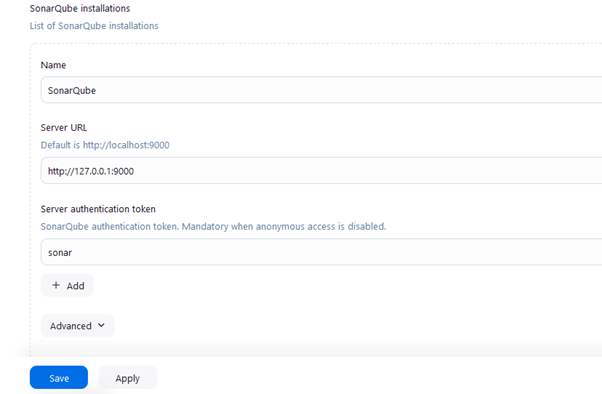 SonarQube installations
List of SonarQube installations
Name
SonarQube
Server URL
Default is http://localhost:9000
http://127.0.0.1:9000
Server authentication token
SonarQube authentication token. Mandatory when anonymous access is disabled.
sonar
+ Add
Advanced
Save Apply